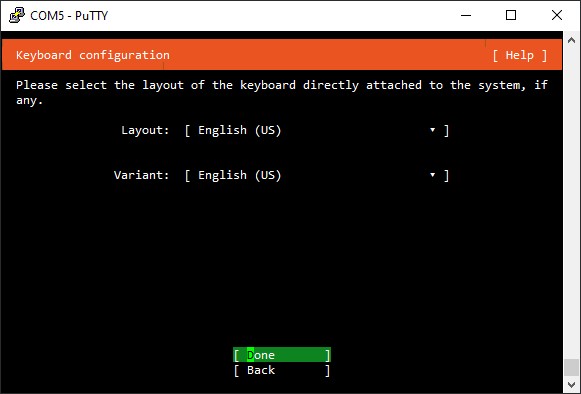 COM5 - PuTTY
Keyboard configuration [ Help ]
Please select the layout of the keyboard directly attached to the system, if
any.
Layout: [ English (US) ▾ ]
Variant: [ English (US) ▾ ]
[ Done ]
[ Back ]